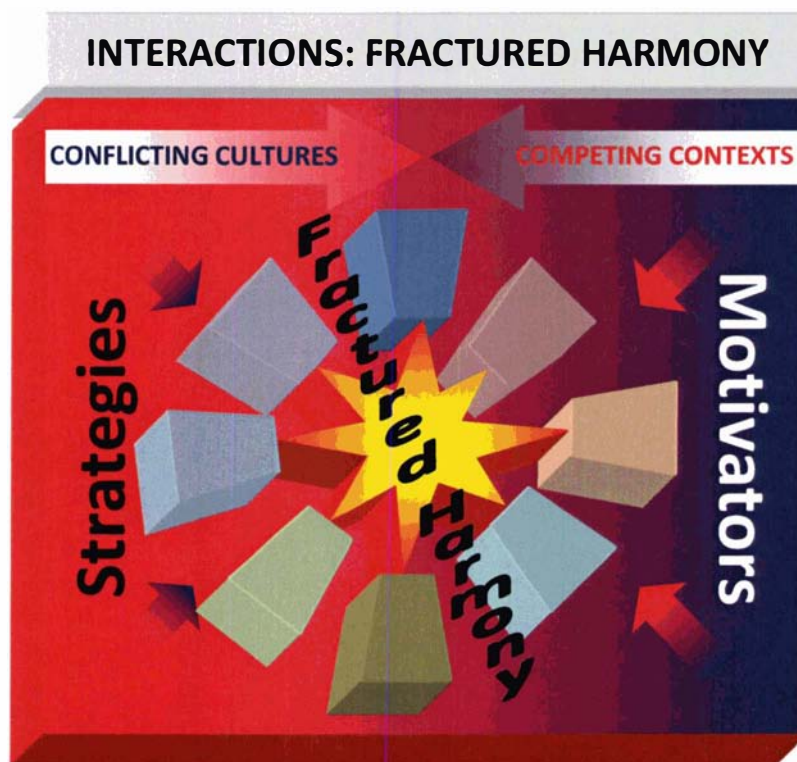 INTERACTIONS: FRACTURED HARMONY
CONFLICTING CULTURES
COMPETING CONTEXTS
Strategies
Fractured Harmony
Motivators